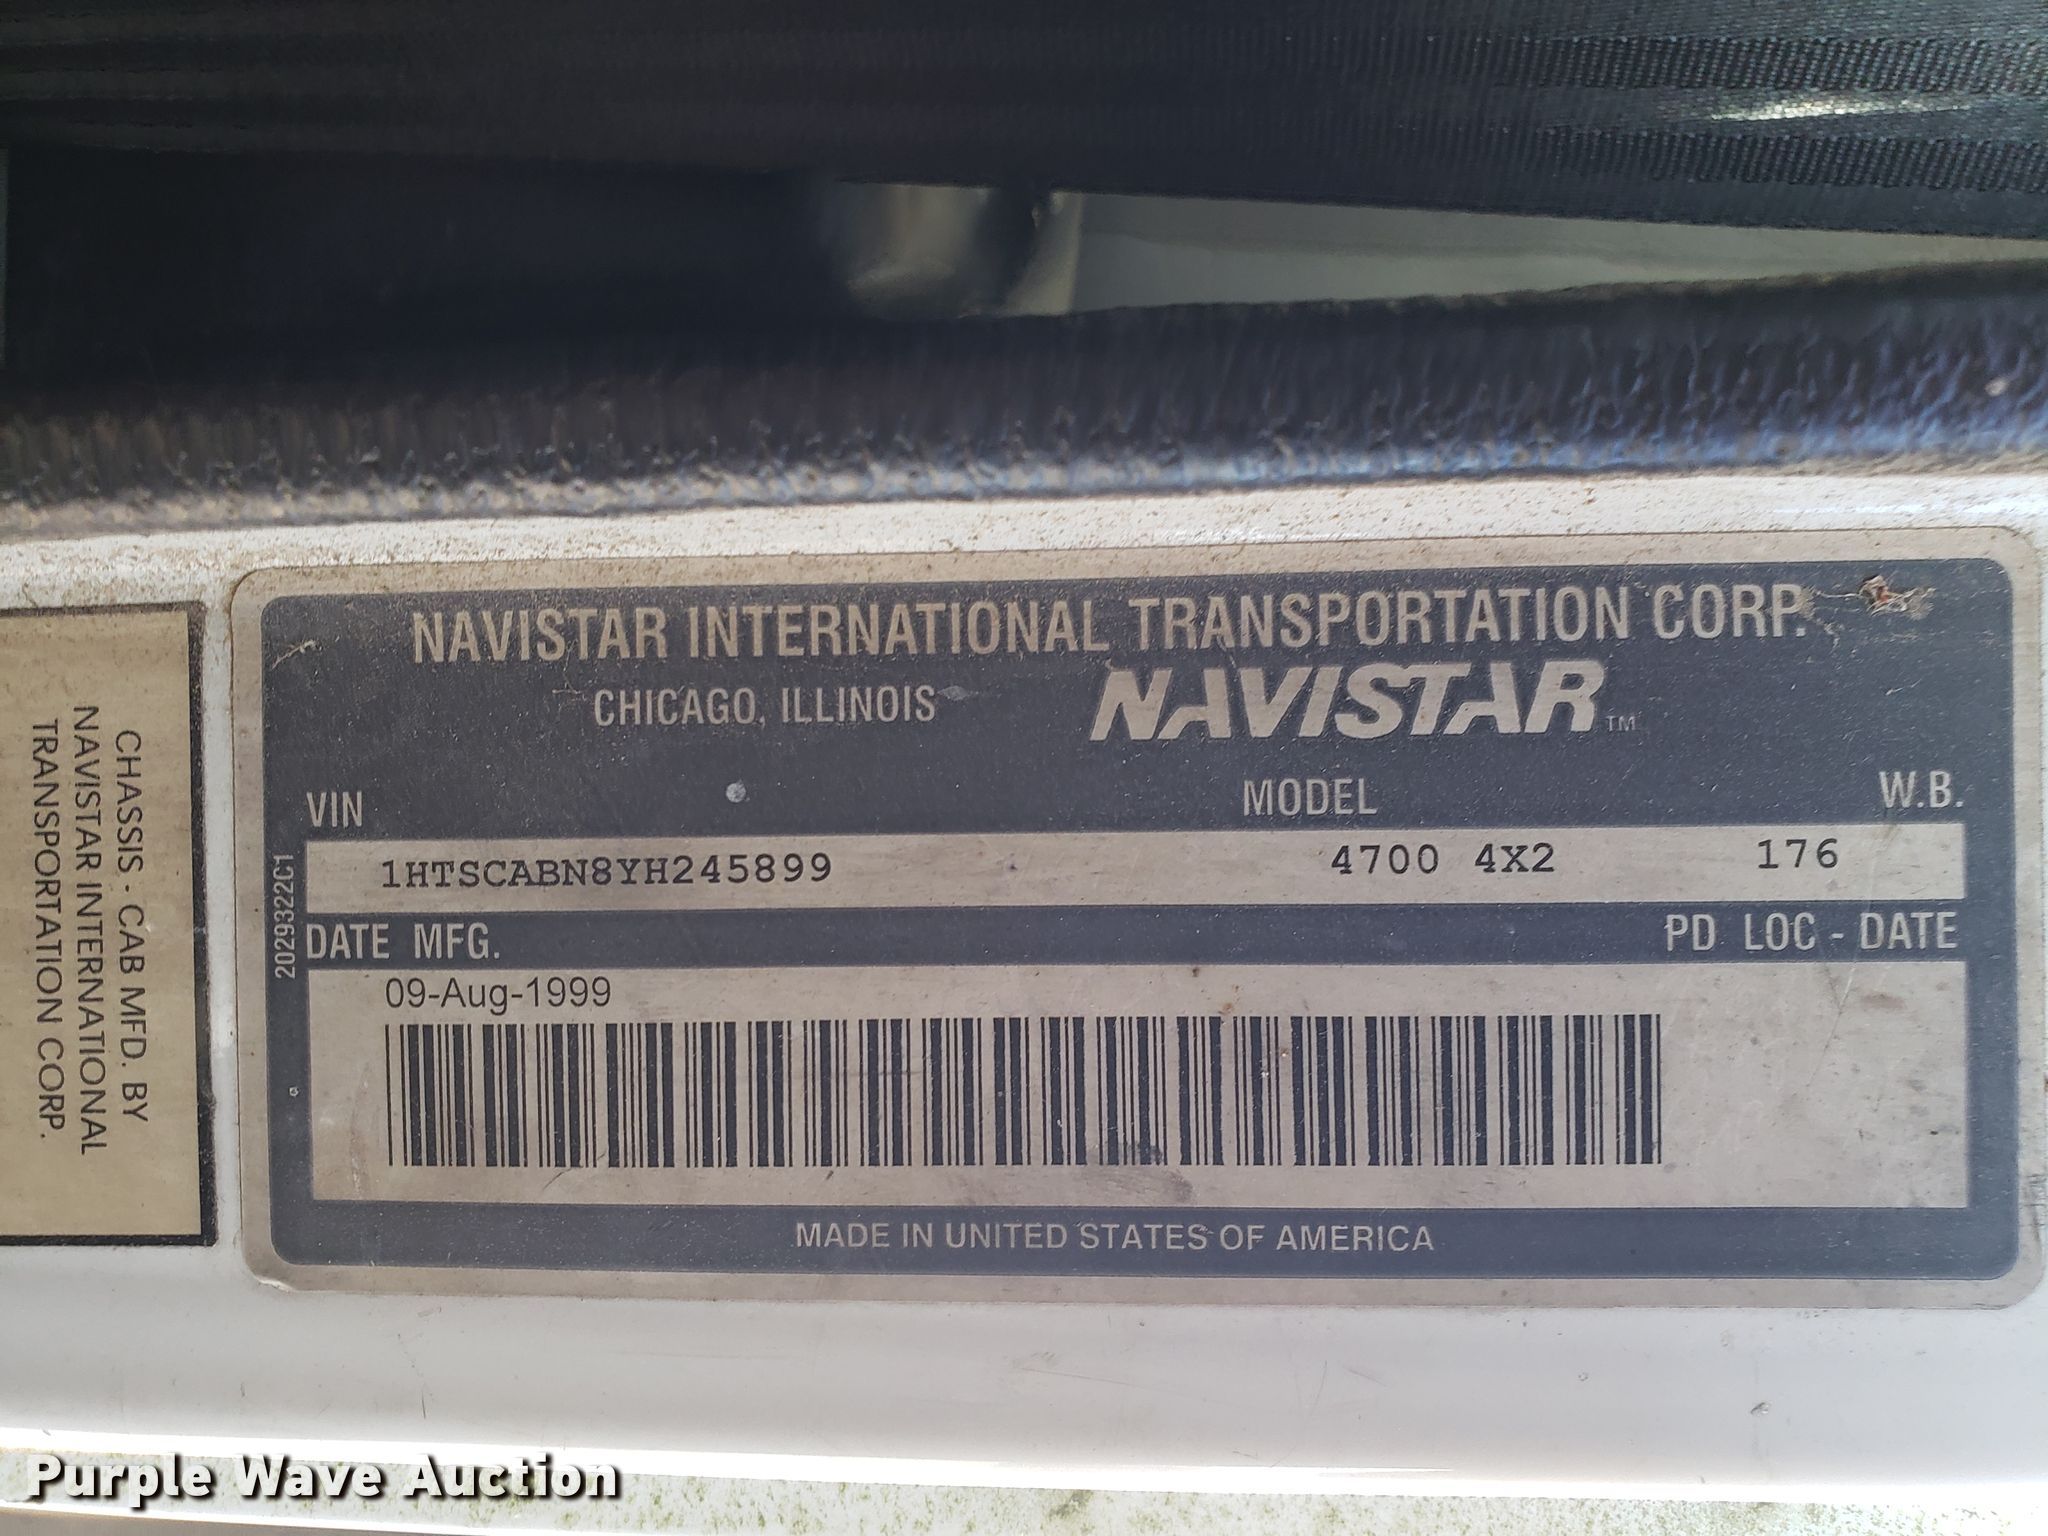 NAVISTAR INTERNATIONAL TRANSPORTATION CORP.
CHICAGO, ILLINOIS
NAVISTAR™
VIN MODEL W.B.
1HTSCABN8YH245899 4700 4X2 176
DATE MFG. PD LOC - DATE
09-Aug-1999
MADE IN UNITED STATES OF AMERICA
2029322C1
CHASSIS - CAB MFD. BY
NAVISTAR INTERNATIONAL
TRANSPORTATION CORP.
Purple Wave Auction